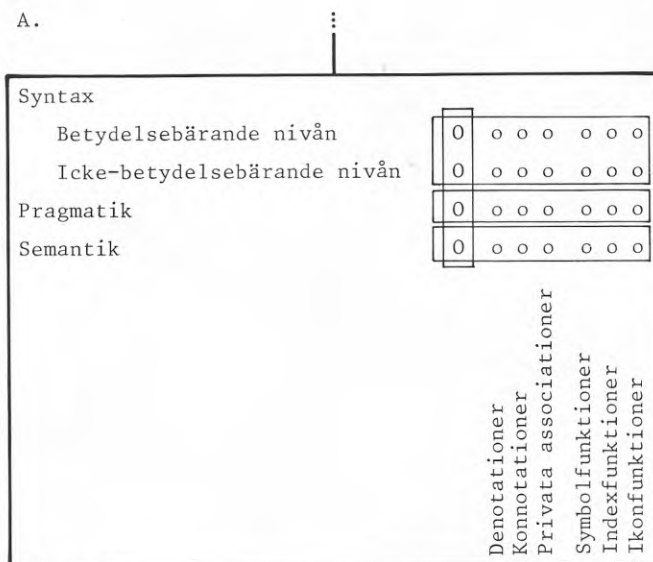 A.
Syntax
Betydelsebärande nivån O o o o o o o
Icke-betydelsebärande nivån O o o o o o o
Pragmatik O o o o o o o
Semantik O o o o o o o
Denotationer
Konnotationer
Privata associationer
Symbolfunktioner
Indexfunktioner
Ikonfunktioner